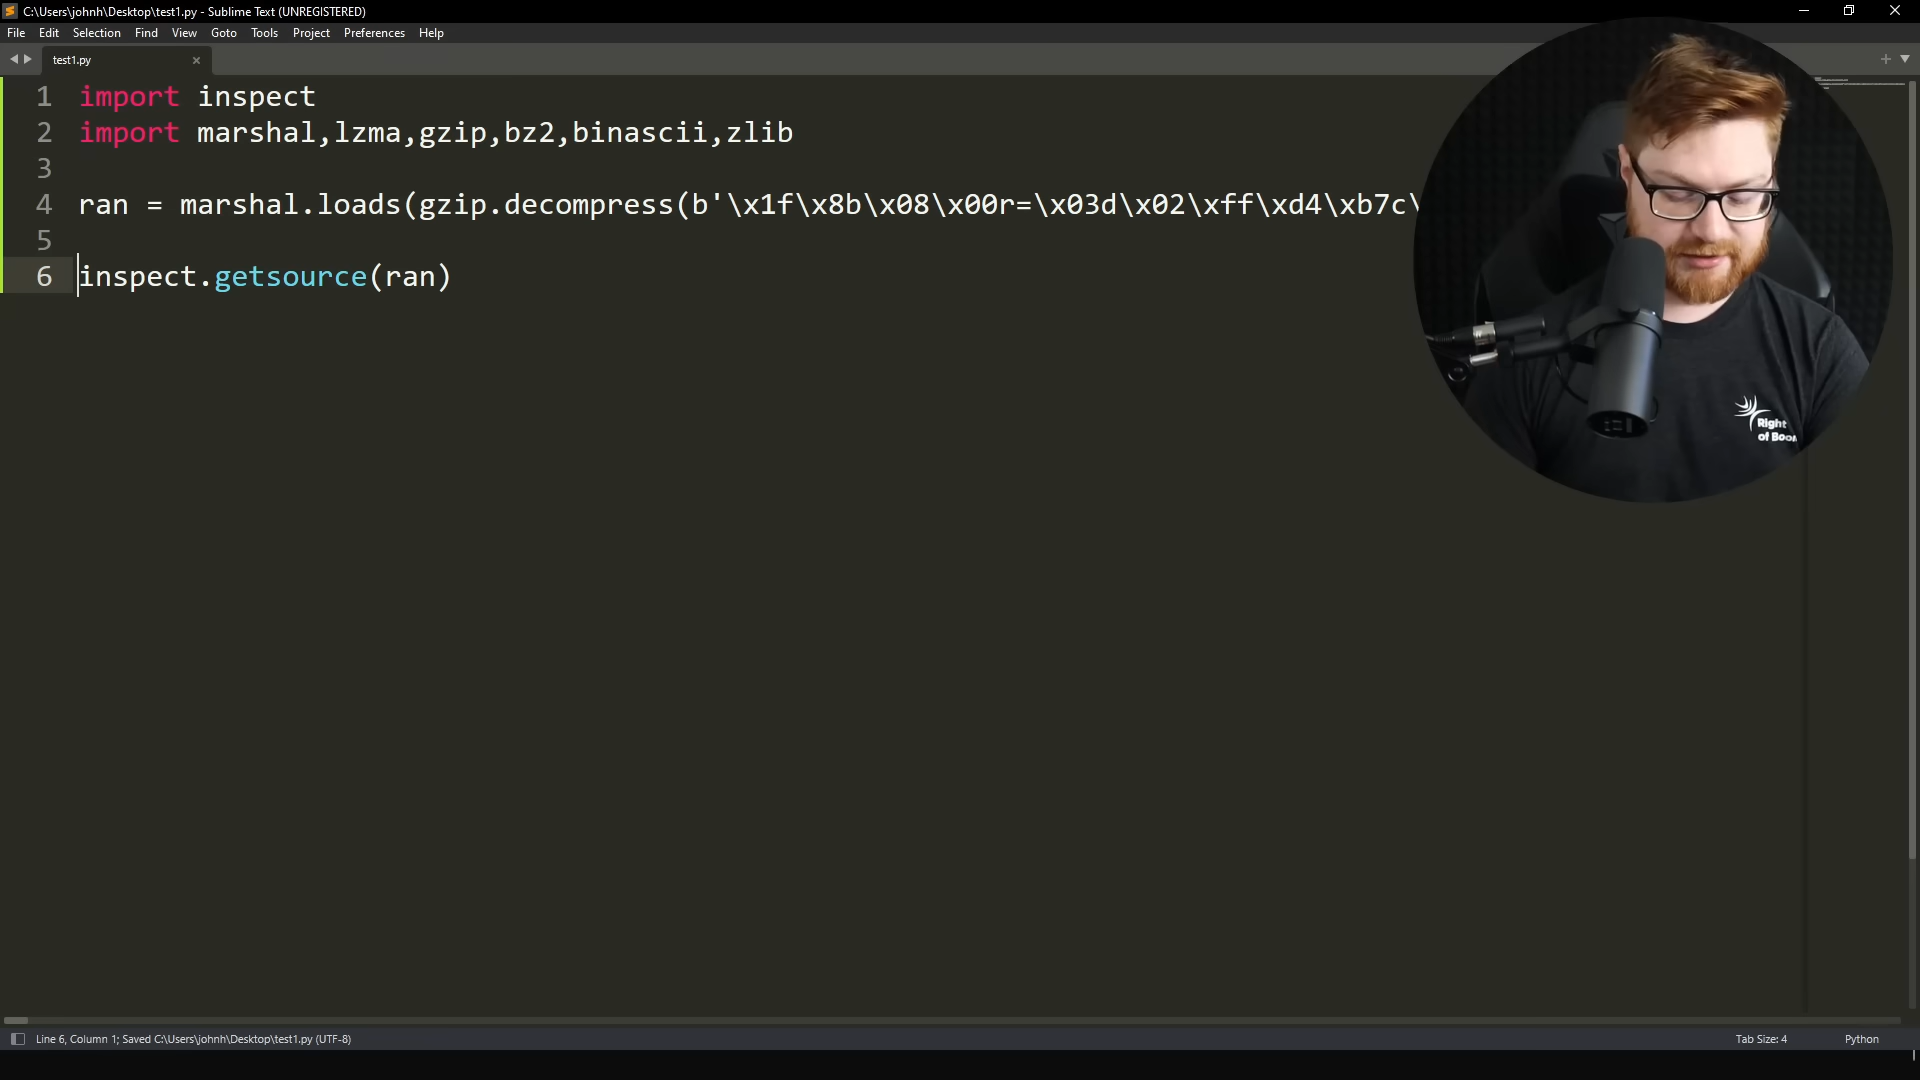 C:\Users\johnh\Desktop\test1.py - Sublime Text (UNREGISTERED)
File Edit Selection Find View Goto Tools Project Preferences Help
test1.py
1 import inspect
2 import marshal,lzma,gzip,bz2,binascii,zlib
3
4 ran = marshal.loads(gzip.decompress(b'\x1f\x8b\x08\x00r=\x03d\x02\xff\xd4\xb7c\
5
6 inspect.getsource(ran)
Right
of Boom
Line 6, Column 1; Saved C:\Users\johnh\Desktop\test1.py (UTF-8)
Tab Size: 4
Python